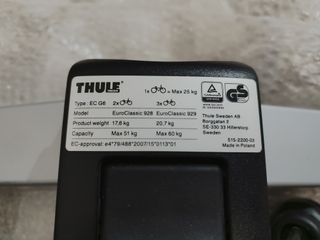 THULE
1x = Max 25 kg
Type : EC G6 2x 3x
Model EuroClassic 928 EuroClassic 929
Product weight 17,6 kg 20,7 kg
Capacity Max 51 kg Max 60 kg
EC-approval: e4*79/488*2007/15*0113*01
GS
Thule Sweden AB
Borggatan 2
SE-330 33 Hillerstorp
Sweden
515-2200-03
Made in Poland